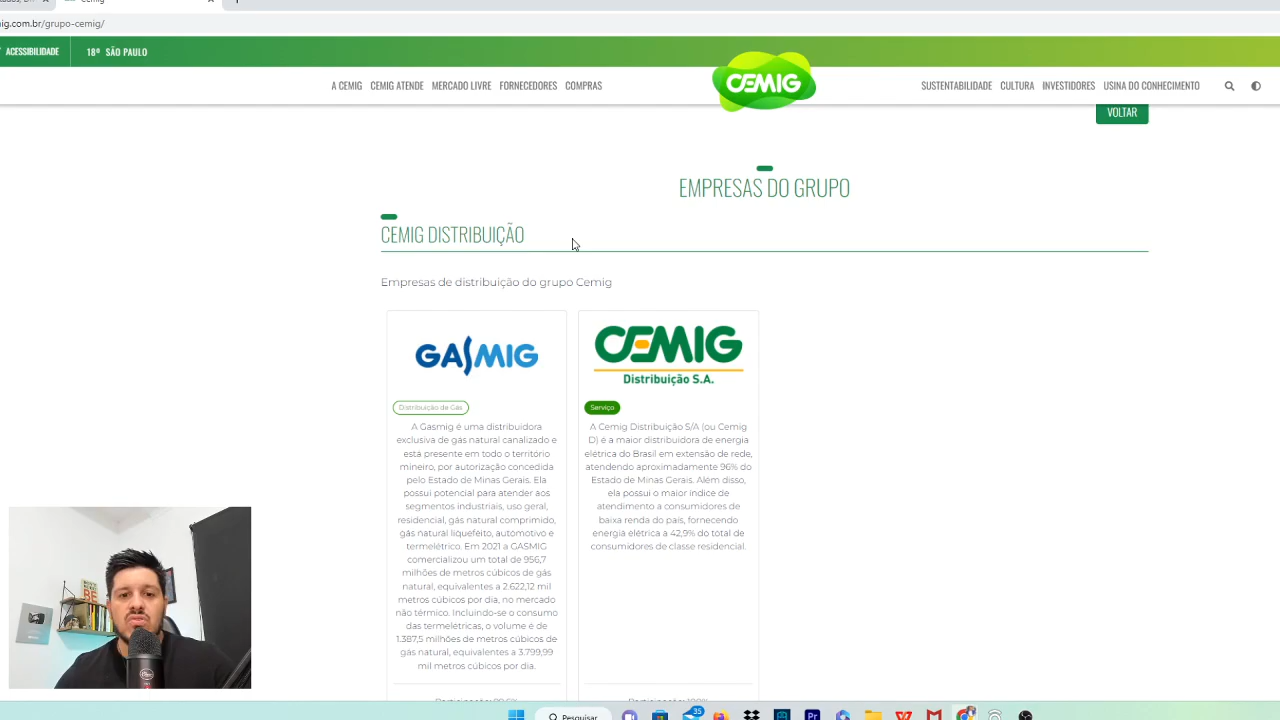 Cemig
mig.com.br/grupo-cemig/
ACESSIBILIDADE 18º SÃO PAULO
A CEMIG CEMIG ATENDE MERCADO LIVRE FORNECEDORES COMPRAS CEMIG SUSTENTABILIDADE CULTURA INVESTIDORES USINA DO CONHECIMENTO
VOLTAR
EMPRESAS DO GRUPO
CEMIG DISTRIBUIÇÃO
Empresas de distribuição do grupo Cemig
GASMIG
Distribuição de Gás
A Gasmig é uma distribuidora
exclusiva de gás natural canalizado e
está presente em todo o território
mineiro, por autorização concedida
pelo Estado de Minas Gerais. Ela
possui potencial para atender aos
segmentos industriais, uso geral,
residencial, gás natural comprimido,
gás natural liquefeito, automotivo e
termelétrico. Em 2021 a GASMIG
comercializou um total de 956,7
milhões de metros cúbicos de gás
natural, equivalentes a 2.622,12 mil
metros cúbicos por dia, no mercado
não térmico. Incluindo-se o consumo
das termelétricas, o volume é de
1.387,5 milhões de metros cúbicos de
gás natural, equivalentes a 3.799,99
mil metros cúbicos por dia.
CEMIG
Distribuição S.A.
Serviço
A Cemig Distribuição S/A (ou Cemig
D) é a maior distribuidora de energia
elétrica do Brasil em extensão de rede,
atendendo aproximadamente 96% do
Estado de Minas Gerais. Além disso,
ela possui o maior índice de
atendimento a consumidores de
baixa renda do país, fornecendo
energia elétrica a 42,9% do total de
consumidores de classe residencial.
Pesquisar
35